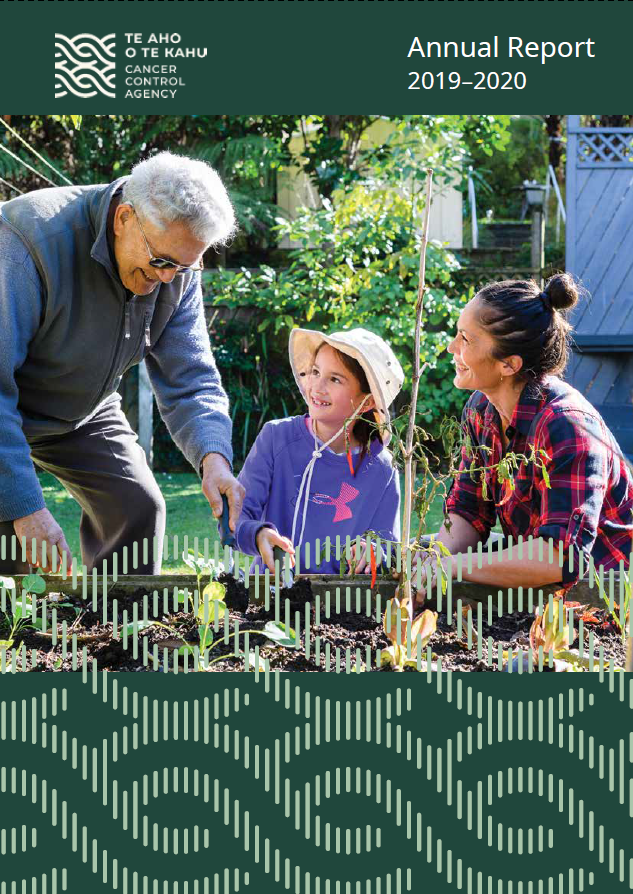 TE AHO
O TE KAHU
CANCER
CONTROL
AGENCY
Annual Report
2019–2020